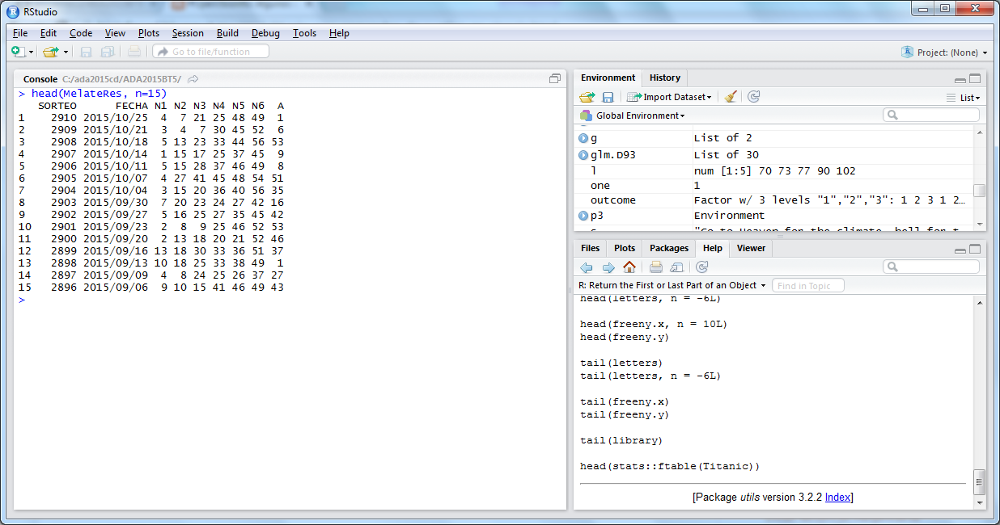 RStudio
File Edit Code View Plots Session Build Debug Tools Help
Go to file/function
Project: (None)
Console C:/ada2015cd/ADA2015BT5/
> head(MelateRes, n=15)
   SORTEO      FECHA N1 N2 N3 N4 N5 N6  A
1    2910 2015/10/25  4  7 21 25 48 49  1
2    2909 2015/10/21  3  4  7 30 45 52  6
3    2908 2015/10/18  5 13 23 33 44 56 53
4    2907 2015/10/14  1 15 17 25 37 45  9
5    2906 2015/10/11  5 15 28 37 46 49  8
6    2905 2015/10/07  4 27 41 45 48 54 51
7    2904 2015/10/04  3 15 20 36 40 56 35
8    2903 2015/09/30  7 20 23 24 27 42 16
9    2902 2015/09/27  5 16 25 27 35 45 42
10   2901 2015/09/23  2  8  9 25 46 52 53
11   2900 2015/09/20  2 13 18 20 21 52 46
12   2899 2015/09/16 13 18 30 33 36 51 37
13   2898 2015/09/13 10 18 25 33 38 49  1
14   2897 2015/09/09  4  8 24 25 26 37 27
15   2896 2015/09/06  9 10 15 41 46 49 43
>
Environment History
Import Dataset
List
Global Environment
g List of 2
glm.D93 List of 30
l num [1:5] 70 73 77 90 102
one 1
outcome Factor w/ 3 levels "1","2","3": 1 2 3 1 2…
p3 Environment
"Go to Heaven for the climate, hell for t
Files Plots Packages Help Viewer
R: Return the First or Last Part of an Object
Find in Topic
head(letters, n = -6L)
head(freeny.x, n = 10L)
head(freeny.y)
tail(letters)
tail(letters, n = -6L)
tail(freeny.x)
tail(freeny.y)
tail(library)
head(stats::ftable(Titanic))
[Package utils version 3.2.2 Index]